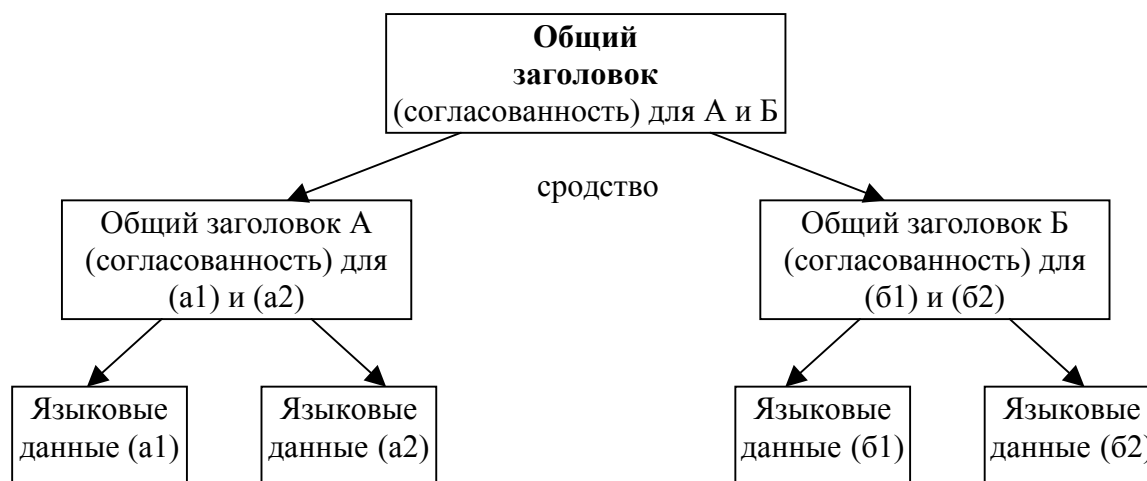 Общий
заголовок
(согласованность) для А и Б
сродство
Общий заголовок А
(согласованность) для
(а1) и (а2)
Общий заголовок Б
(согласованность) для
(б1) и (б2)
Языковые
данные (а1)
Языковые
данные (а2)
Языковые
данные (б1)
Языковые
данные (б2)